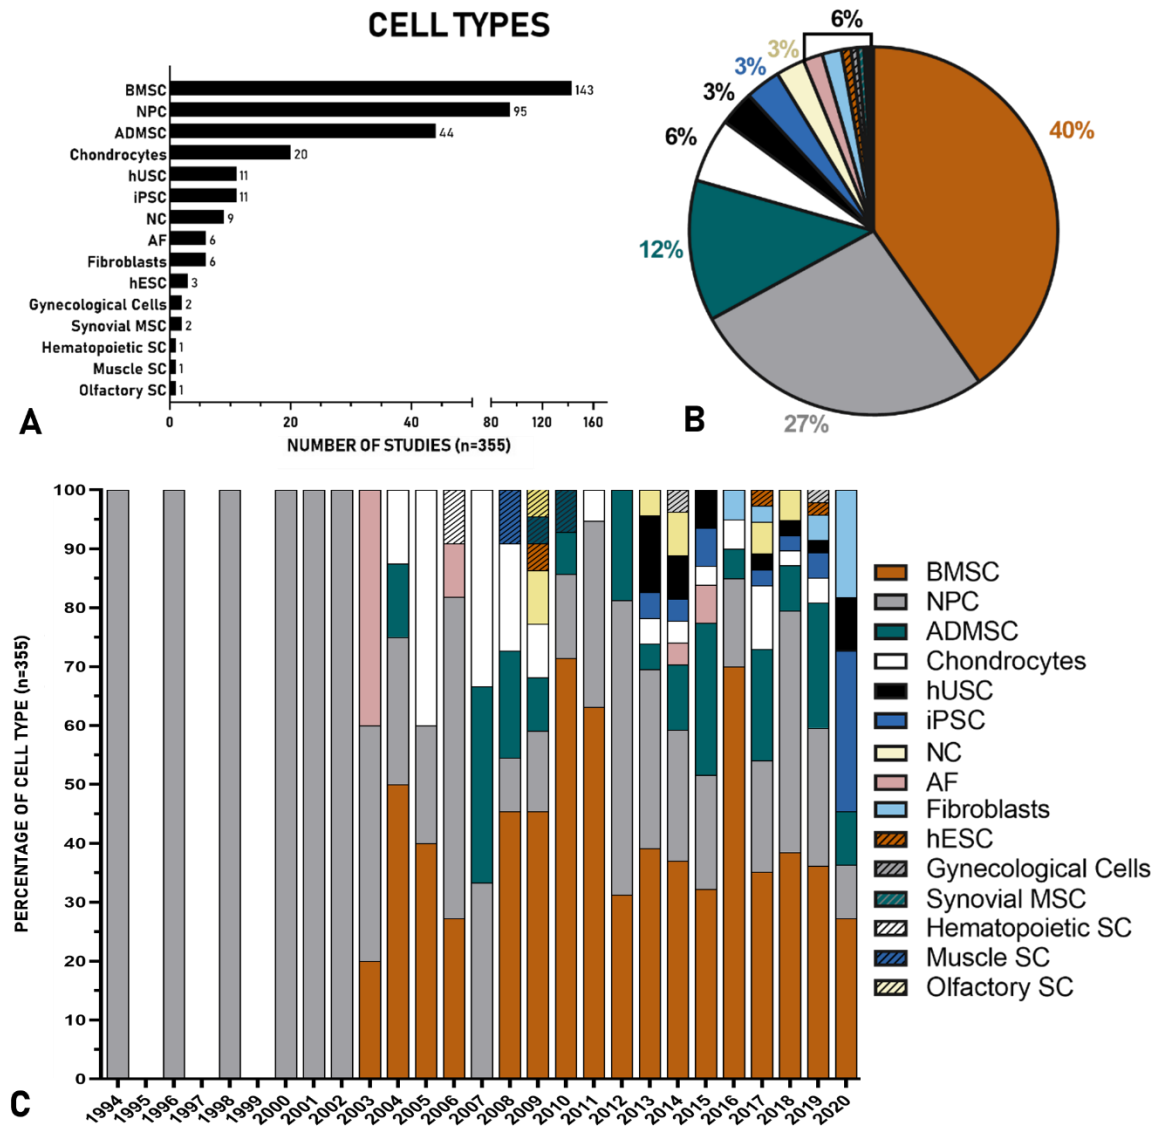 CELL TYPES
BMSC 143
NPC 95
ADMSC 44
Chondrocytes 20
hUSC 11
iPSC 11
NC 9
AF 6
Fibroblasts 6
hESC 3
Gynecological Cells 2
Synovial MSC 2
Hematopoietic SC 1
Muscle SC 1
Olfactory SC 1
0 20 40 80 120 160
NUMBER OF STUDIES (n=355)
A
6%
3%
3%
3%
6%
12%
27%
40%
B
PERCENTAGE OF CELL TYPE (n=355)
100
90
80
70
60
50
40
30
20
10
0
1994 1995 1996 1997 1998 1999 2000 2001 2002 2003 2004 2005 2006 2007 2008 2009 2010 2011 2012 2013 2014 2015 2016 2017 2018 2019 2020
BMSC
NPC
ADMSC
Chondrocytes
hUSC
iPSC
NC
AF
Fibroblasts
hESC
Gynecological Cells
Synovial MSC
Hematopoietic SC
Muscle SC
Olfactory SC
C